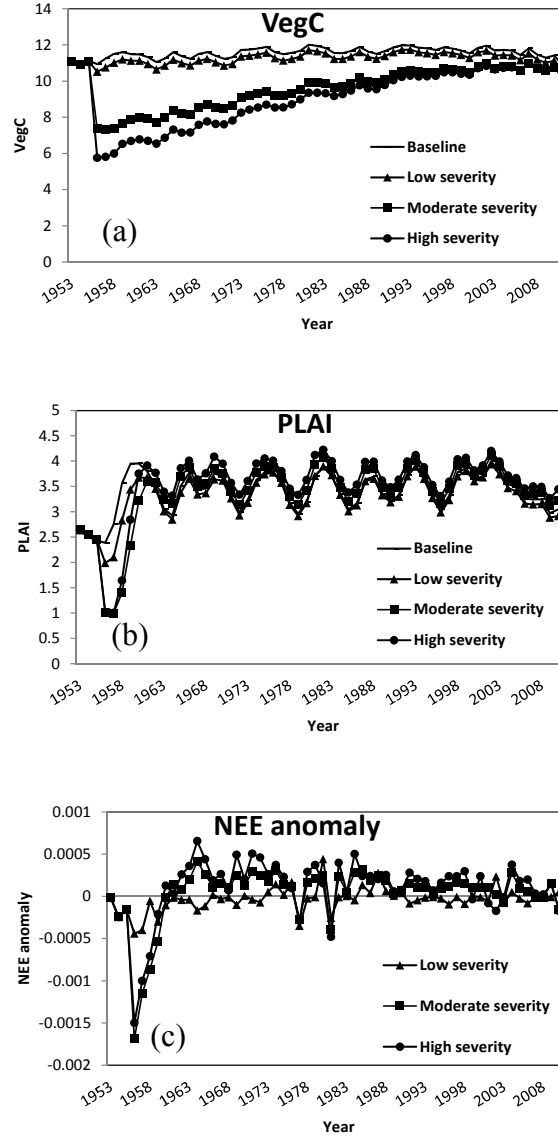 VegC
14
12
10
8
6
4
2
0
VegC
Baseline
Low severity
Moderate severity
High severity
(a)
1953
1958
1963
1968
1973
1978
1983
1988
1993
1998
2003
2008
Year
PLAI
5
4.5
4
3.5
3
2.5
2
1.5
1
0.5
0
PLAI
Baseline
Low severity
Moderate severity
High severity
(b)
1953
1958
1963
1968
1973
1978
1983
1988
1993
1998
2003
2008
Year
NEE anomaly
0.001
0.0005
0
-0.0005
-0.001
-0.0015
-0.002
NEE anomaly
Low severity
Moderate severity
High severity
(c)
1953
1958
1963
1968
1973
1978
1983
1988
1993
1998
2003
2008
Year